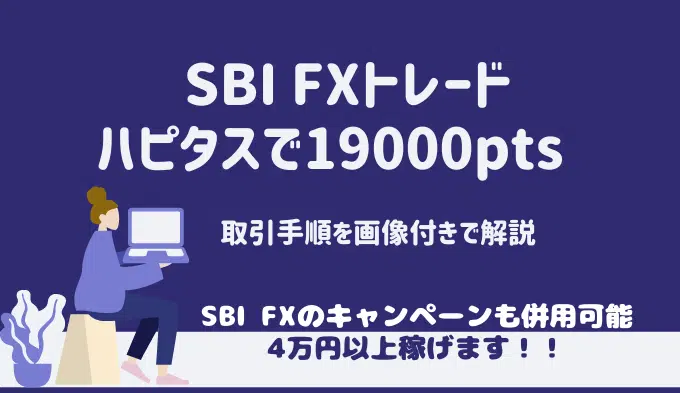 SBI FXトレード
ハピタスで19000pts
取引手順を画像付きで解説
SBI FXのキャンペーンも併用可能
4万円以上稼げます！！